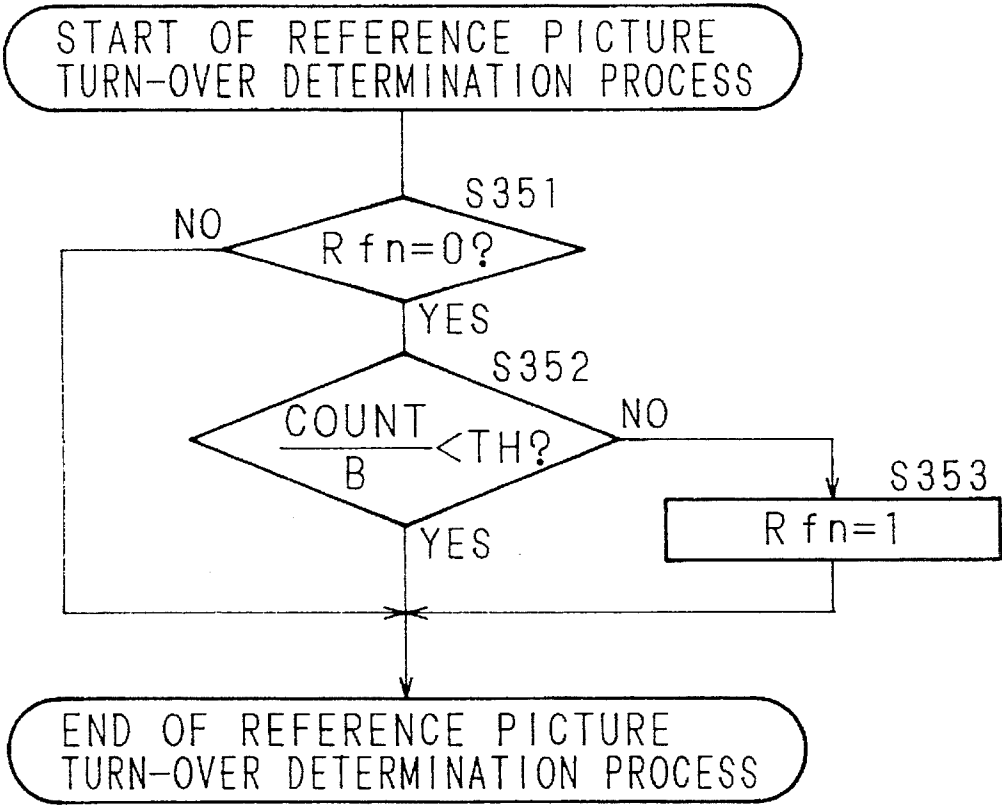 START OF REFERENCE PICTURE
TURN-OVER DETERMINATION PROCESS
S351
NO
Rfn=0?
YES
S352
COUNT
B
<TH?
NO
S353
Rfn=1
YES
END OF REFERENCE PICTURE
TURN-OVER DETERMINATION PROCESS